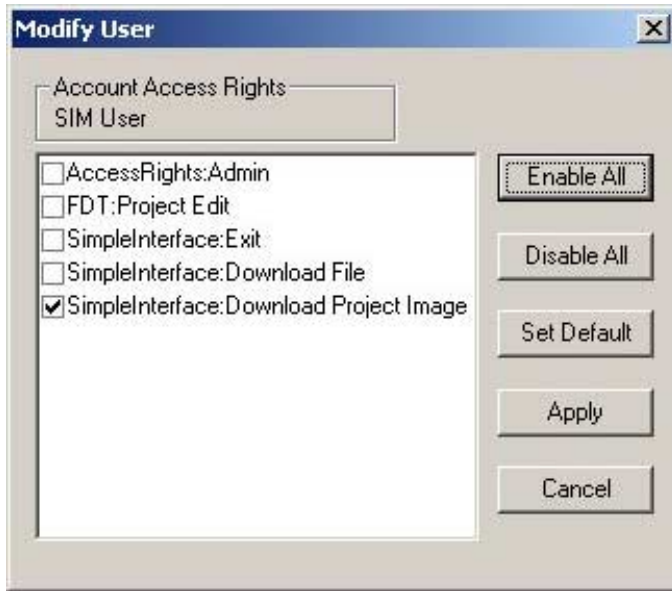 Modify User
Account Access Rights
SIM User
AccessRights:Admin
FDT:Project Edit
SimpleInterface:Exit
SimpleInterface:Download File
SimpleInterface:Download Project Image
Enable All
Disable All
Set Default
Apply
Cancel